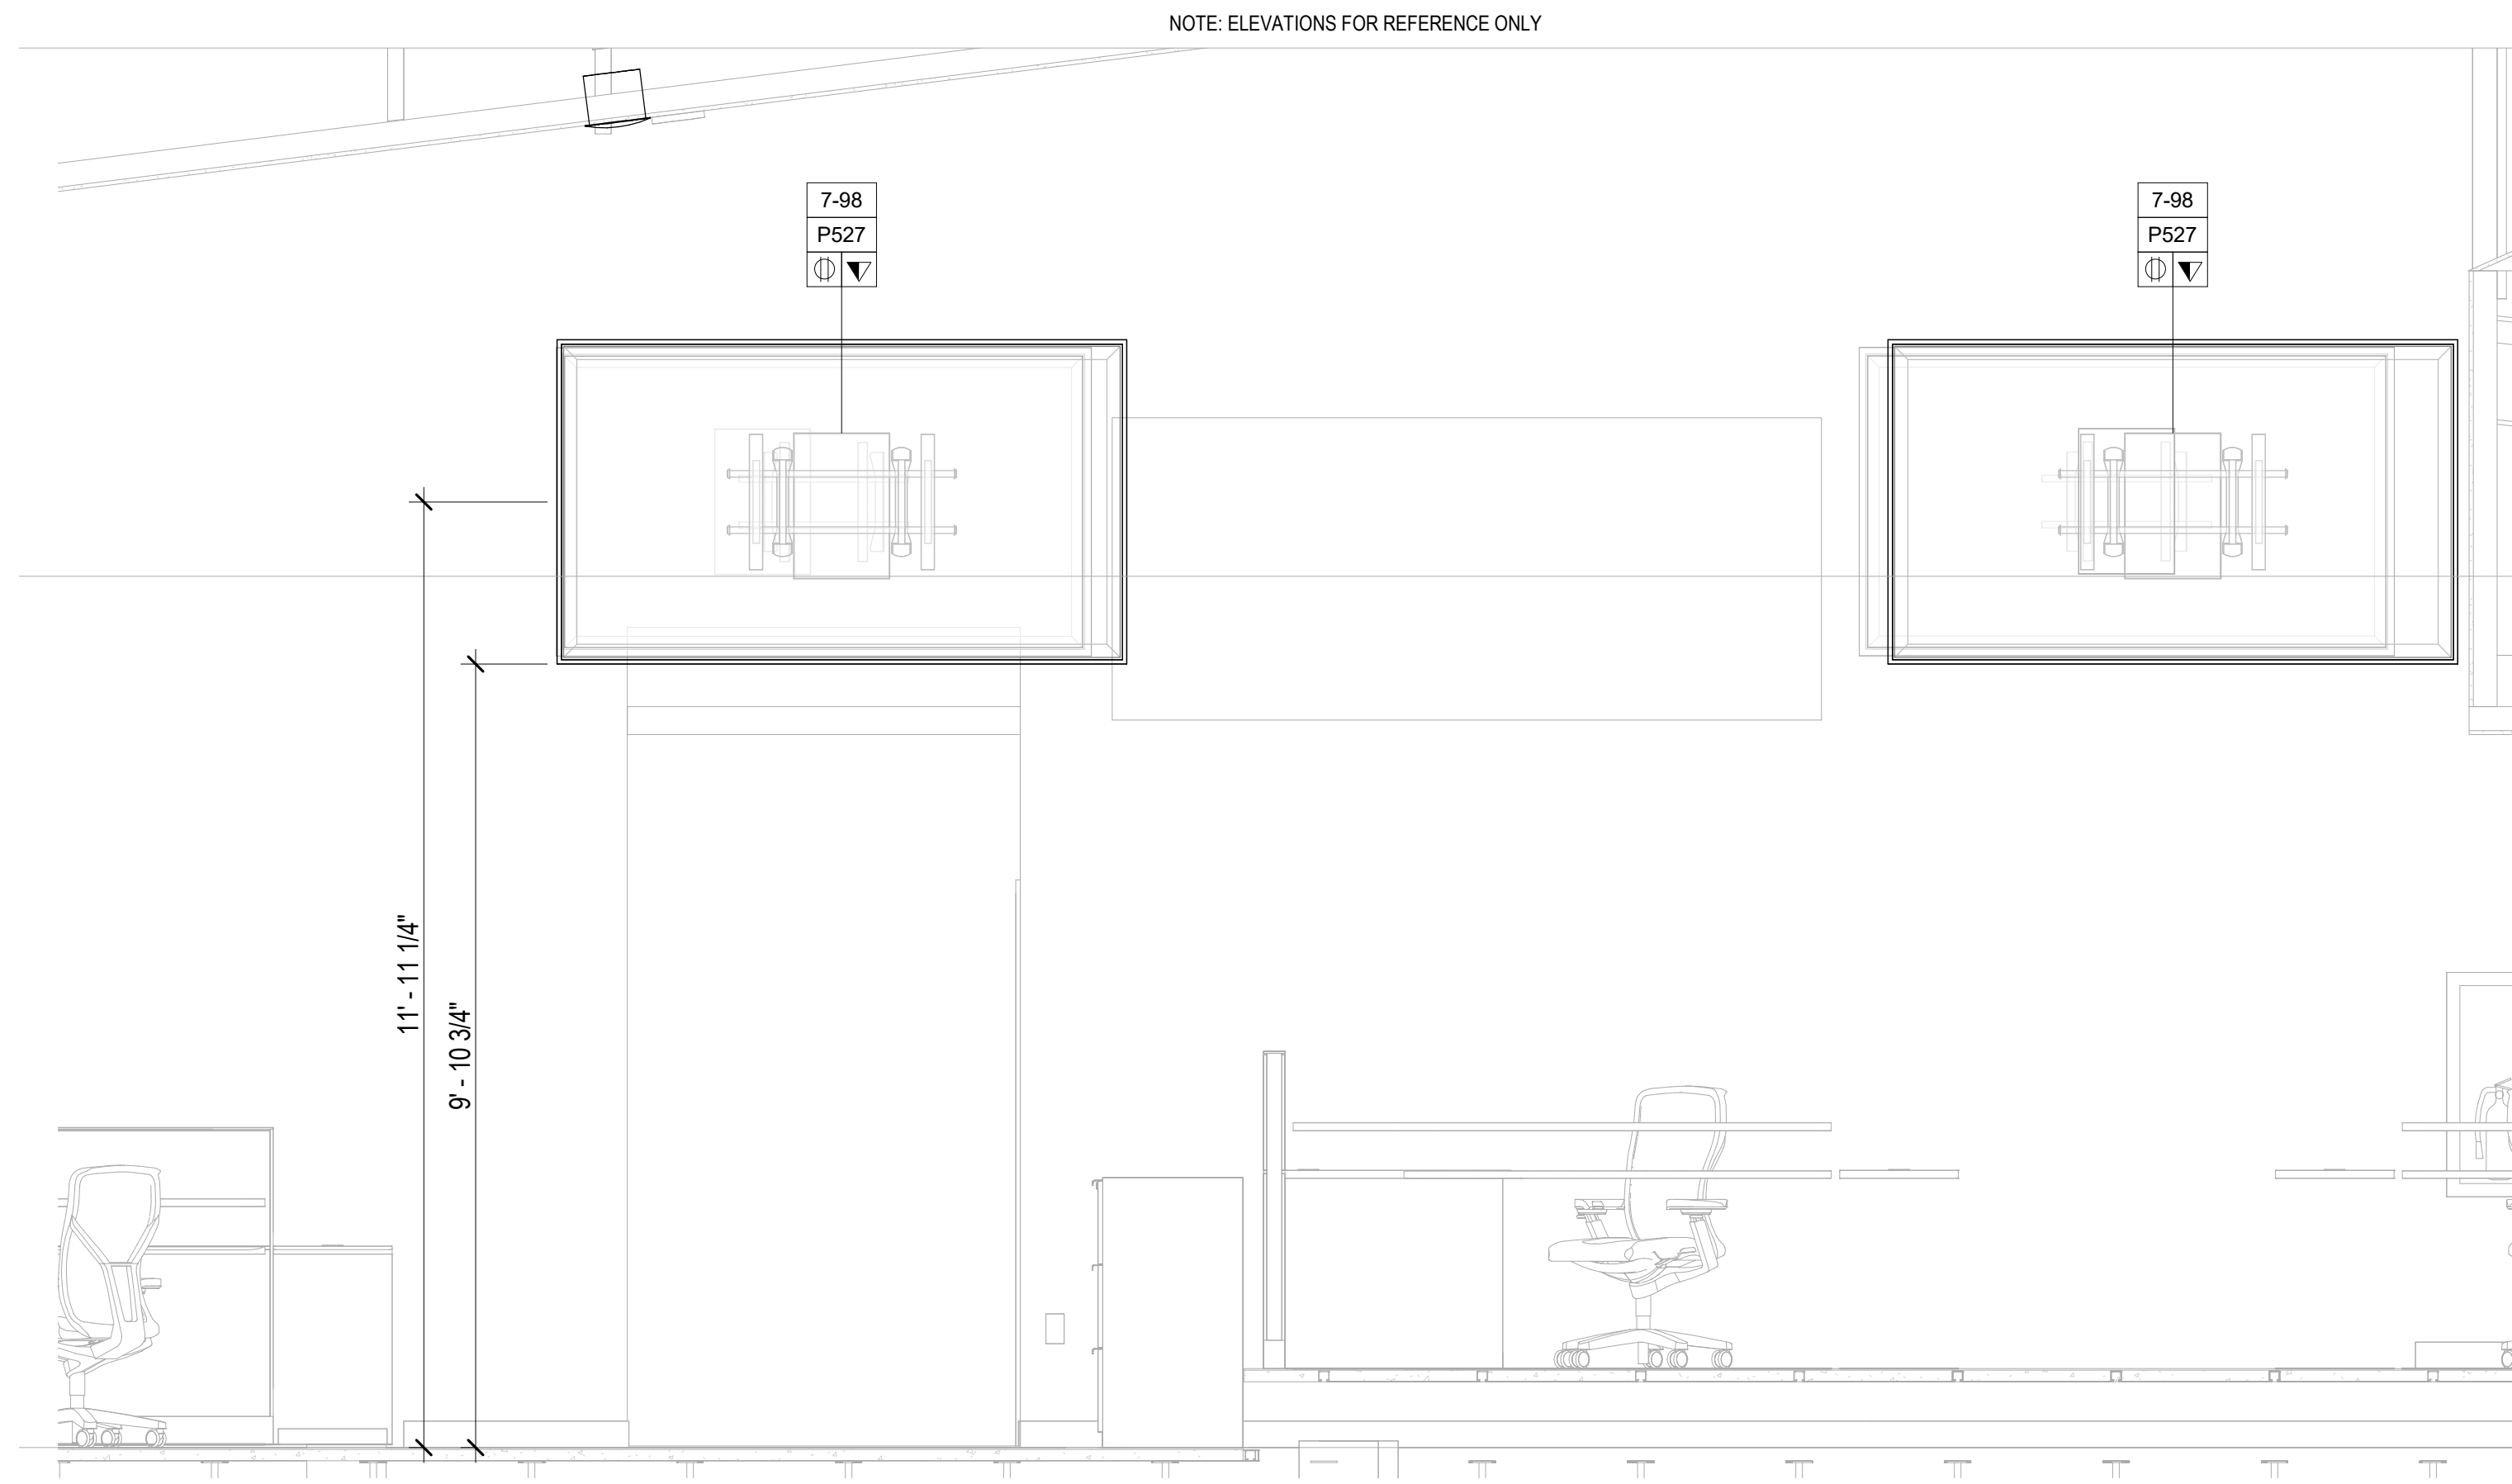 NOTE: ELEVATIONS FOR REFERENCE ONLY
7-98
P527
7-98
P527
11' - 11 1/4"
9' - 10 3/4"